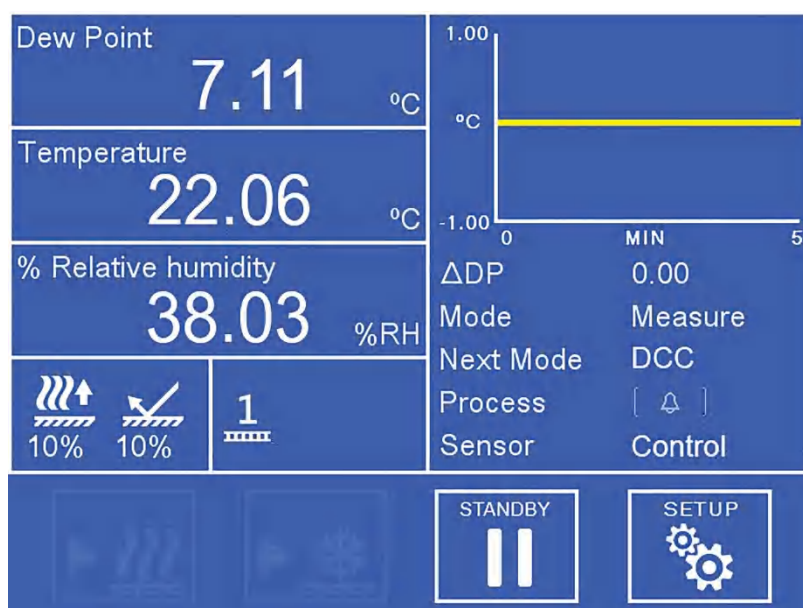 Dew Point
7.11 ºC
Temperature
22.06 ºC
% Relative humidity
38.03 %RH
10% 10%
1
1.00
ºC
-1.00
0 MIN 5
ΔDP 0.00
Mode Measure
Next Mode DCC
Process [ ]
Sensor Control
STANDBY
SETUP